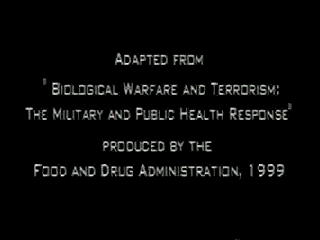 Adapted from
" Biological Warfare and Terrorism:
The Military and Public Health Response"
produced by the
Food and Drug Administration, 1999